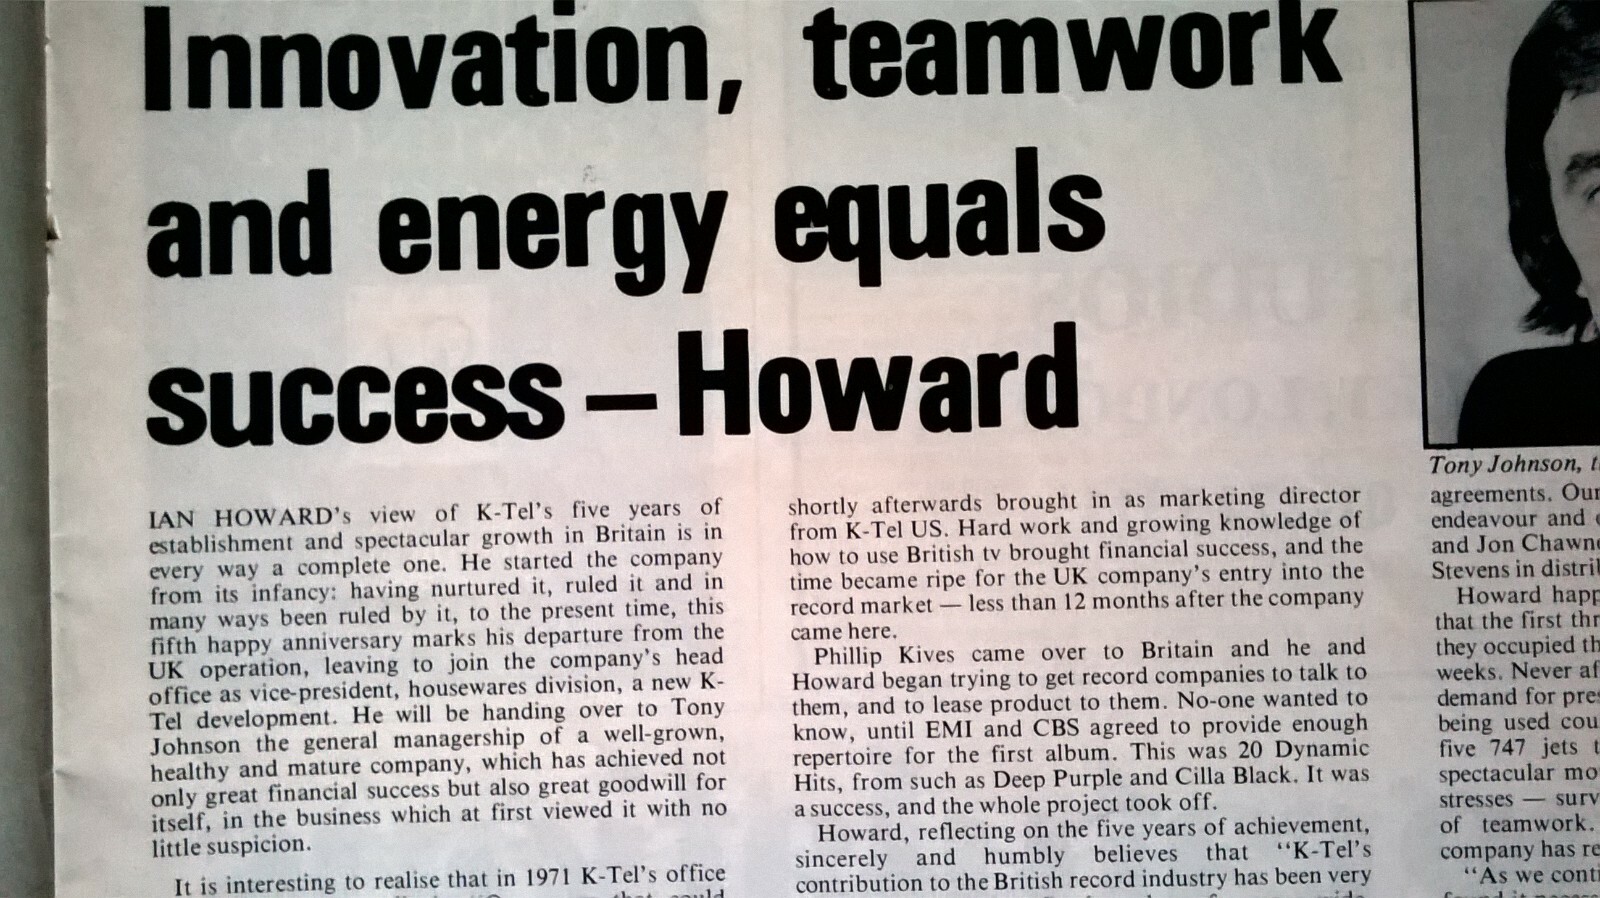 Innovation, teamwork
and energy equals
success – Howard
IAN HOWARD's view of K-Tel's five years of
establishment and spectacular growth in Britain is in
every way a complete one. He started the company
from its infancy: having nurtured it, ruled it and in
many ways been ruled by it, to the present time, this
fifth happy anniversary marks his departure from the
UK operation, leaving to join the company's head
office as vice-president, housewares division, a new K-
Tel development. He will be handing over to Tony
Johnson the general managership of a well-grown,
healthy and mature company, which has achieved not
only great financial success but also great goodwill for
itself, in the business which at first viewed it with no
little suspicion.
It is interesting to realise that in 1971 K-Tel's office
shortly afterwards brought in as marketing director
from K-Tel US. Hard work and growing knowledge of
how to use British tv brought financial success, and the
time became ripe for the UK company's entry into the
record market — less than 12 months after the company
came here.
Phillip Kives came over to Britain and he and
Howard began trying to get record companies to talk to
them, and to lease product to them. No-one wanted to
know, until EMI and CBS agreed to provide enough
repertoire for the first album. This was 20 Dynamic
Hits, from such as Deep Purple and Cilla Black. It was
a success, and the whole project took off.
Howard, reflecting on the five years of achievement,
sincerely and humbly believes that "K-Tel's
contribution to the British record industry has been very
Tony Johnson,
agreements. Our
endeavour and
and Jon
Stevens in
Howard
that the first
they occupied
weeks. Never
demand for
being used
five 747 jets
spectacular
stresses —
of teamwork.
company has
"As we